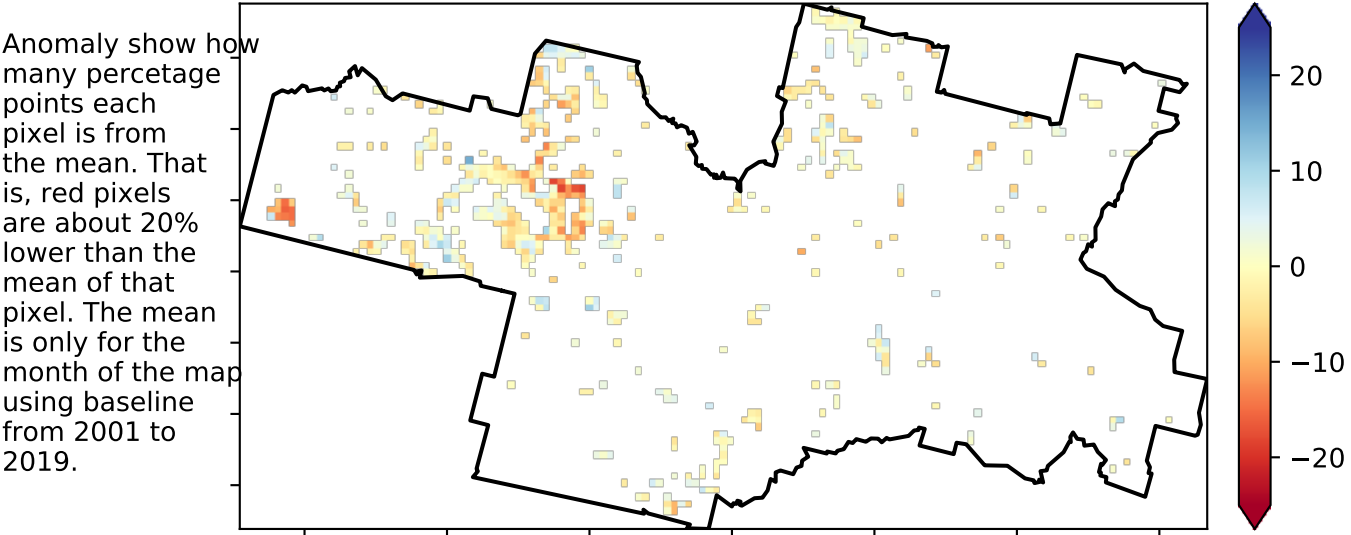 Anomaly show how
many percetage
points each
pixel is from
the mean. That
is, red pixels
are about 20%
lower than the
mean of that
pixel. The mean
is only for the
month of the map
using baseline
from 2001 to
2019.
20
10
0
−10
−20